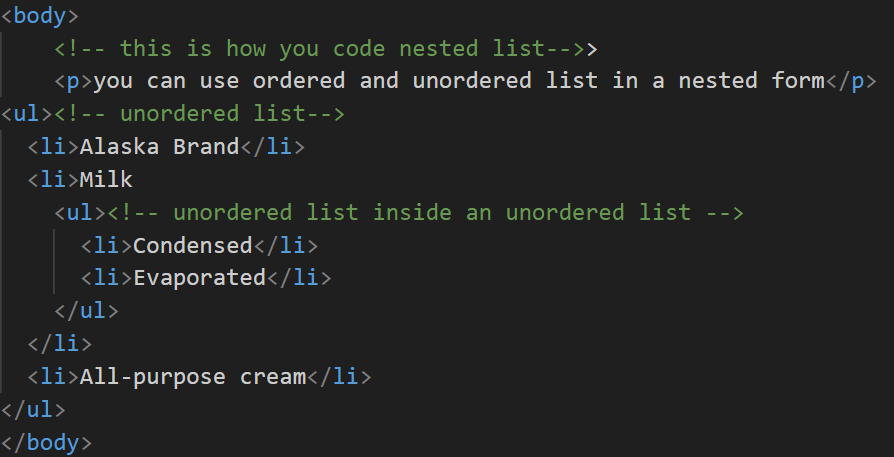 <body>
<!-- this is how you code nested list-->>
<p>you can use ordered and unordered list in a nested form</p>
<ul><!-- unordered list-->
<li>Alaska Brand</li>
<li>Milk
<ul><!-- unordered list inside an unordered list -->
<li>Condensed</li>
<li>Evaporated</li>
</ul>
</li>
<li>All-purpose cream</li>
</ul>
</body>